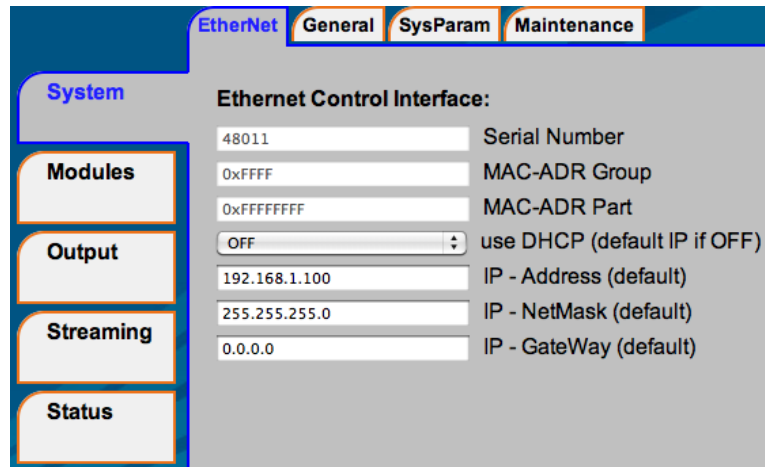 EtherNet General SysParam Maintenance
System
Modules
Output
Streaming
Status
Ethernet Control Interface:
48011 Serial Number
0xFFFF MAC-ADR Group
0xFFFFFFFF MAC-ADR Part
OFF use DHCP (default IP if OFF)
192.168.1.100 IP - Address (default)
255.255.255.0 IP - NetMask (default)
0.0.0.0 IP - GateWay (default)